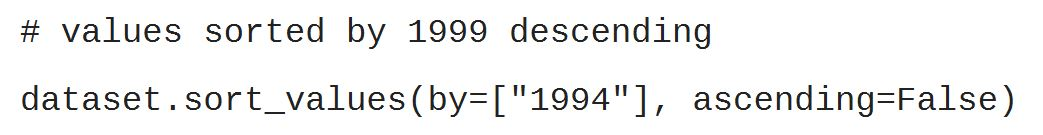 # values sorted by 1999 descending
dataset.sort_values(by=["1994"], ascending=False)